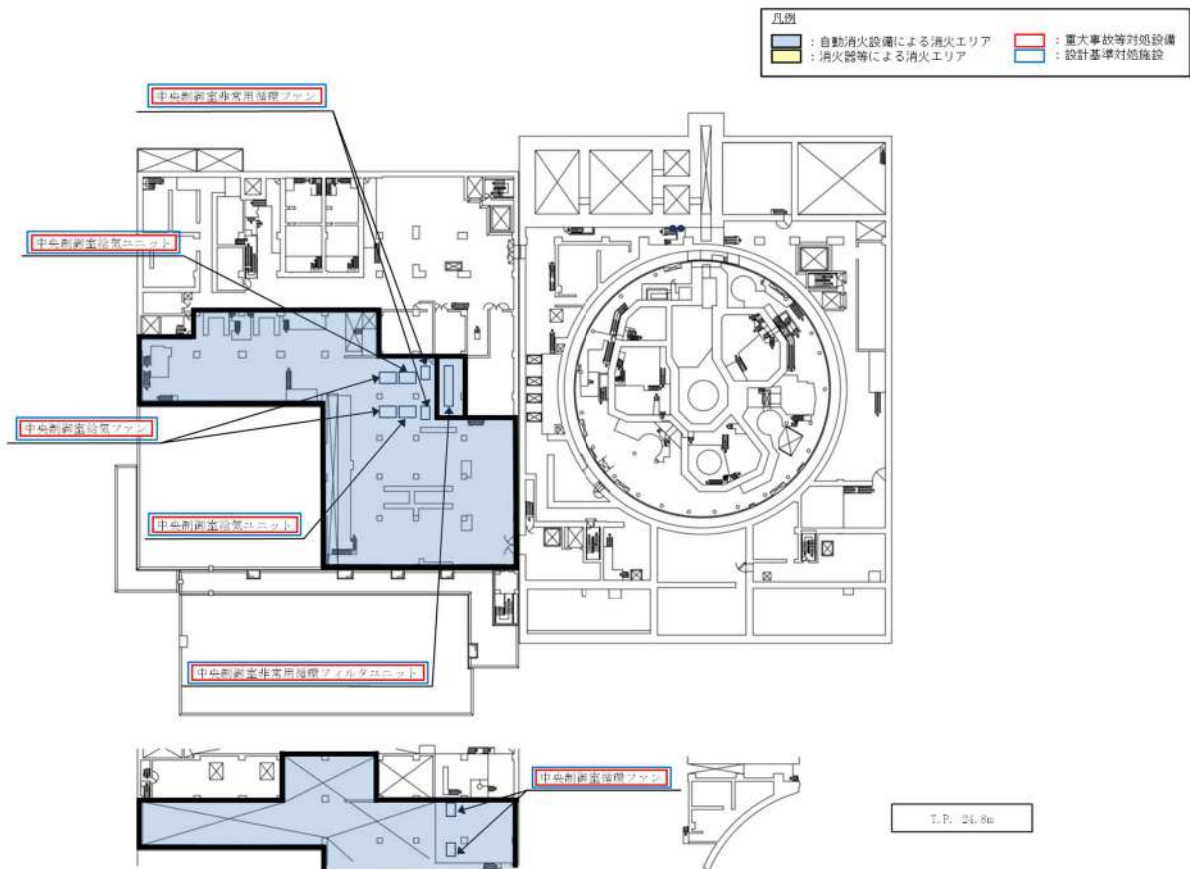 凡例
：自動消火設備による消火エリア
：消火器等による消火エリア
：重大事故等対処設備
：設計基準対処施設
中央制御室非常用循環ファン
中央制御室給気ユニット
中央制御室給気ファン
中央制御室給気ユニット
中央制御室非常用循環フィルタユニット
中央制御室循環ファン
T.P. 24.8m